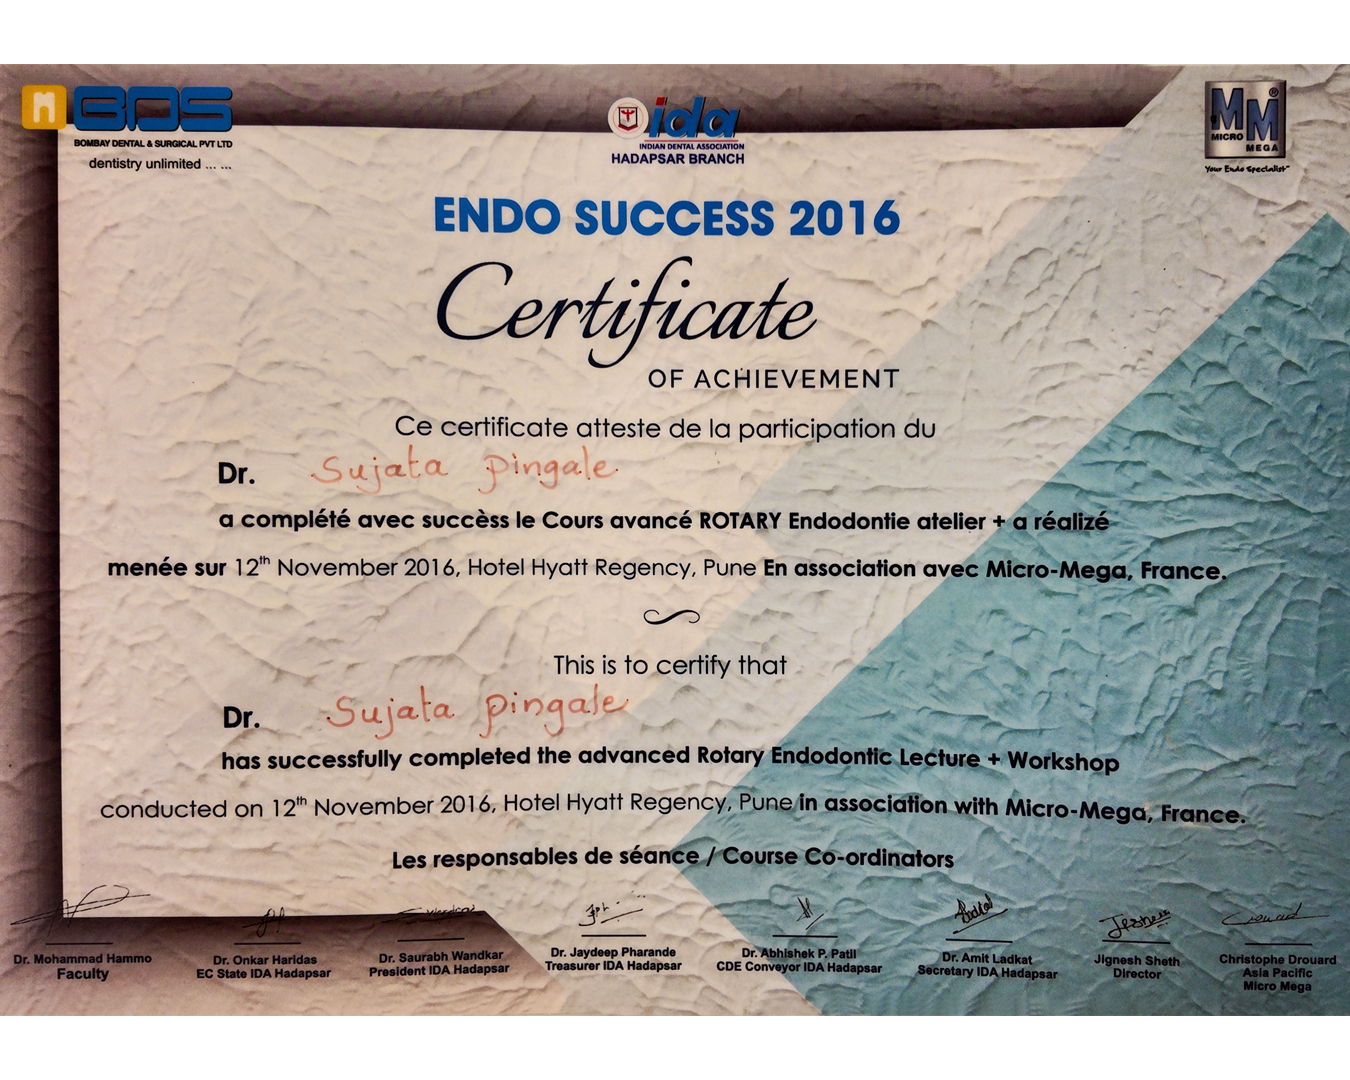 BDS
BOMBAY DENTAL & SURGICAL PVT LTD
dentistry unlimited ... ...
ida
INDIAN DENTAL ASSOCIATION
HADAPSAR BRANCH
MM®
MICRO MEGA
Your Endo Specialist™
ENDO SUCCESS 2016
Certificate
OF ACHIEVEMENT
Ce certificate atteste de la participation du
Dr. Sujata Pingale
a complété avec succèss le Cours avancé ROTARY Endodontie atelier + a réalizé
menée sur 12th November 2016, Hotel Hyatt Regency, Pune En association avec Micro-Mega, France.
This is to certify that
Dr. Sujata Pingale
has successfully completed the advanced Rotary Endodontic Lecture + Workshop
conducted on 12th November 2016, Hotel Hyatt Regency, Pune in association with Micro-Mega, France.
Les responsables de séance / Course Co-ordinators
Dr. Mohammad Hammo
Faculty
Dr. Onkar Haridas
EC State IDA Hadapsar
Dr. Saurabh Wandkar
President IDA Hadapsar
Dr. Jaydeep Pharande
Treasurer IDA Hadapsar
Dr. Abhishek P. Patil
CDE Conveyor IDA Hadapsar
Dr. Amit Ladkat
Secretary IDA Hadapsar
Jignesh Sheth
Director
Christophe Drouard
Asia Pacific
Micro Mega